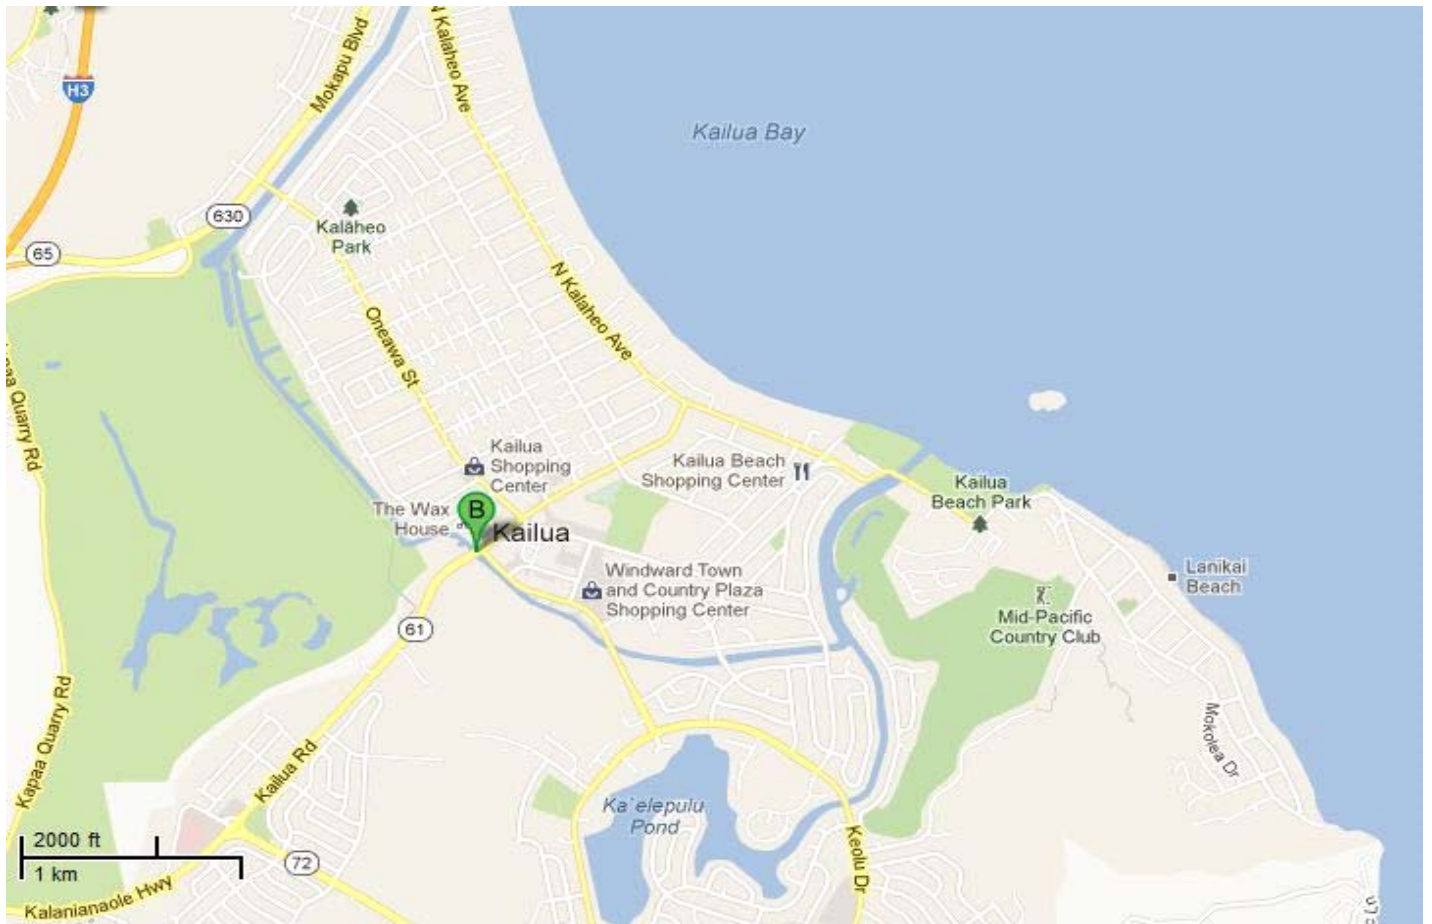 N Kalaheo Ave
Mokapu Blvd
H3
Kailua Bay
630
Kalāheo
Park
65
N Kalaheo Ave
Oneawa St
Quarry Rd
Kailua
Shopping
Center
Kailua Beach
Shopping Center
Kailua
Beach Park
The Wax
House
B
Kailua
Windward Town
and Country Plaza
Shopping Center
Lanikai
Beach
Mid-Pacific
Country Club
61
Kapaa Quarry Rd
Kailua Rd
Mokolea Dr
Ka`elepulu
Pond
2000 ft
1 km
72
Keolu Dr
Kalanianaole Hwy